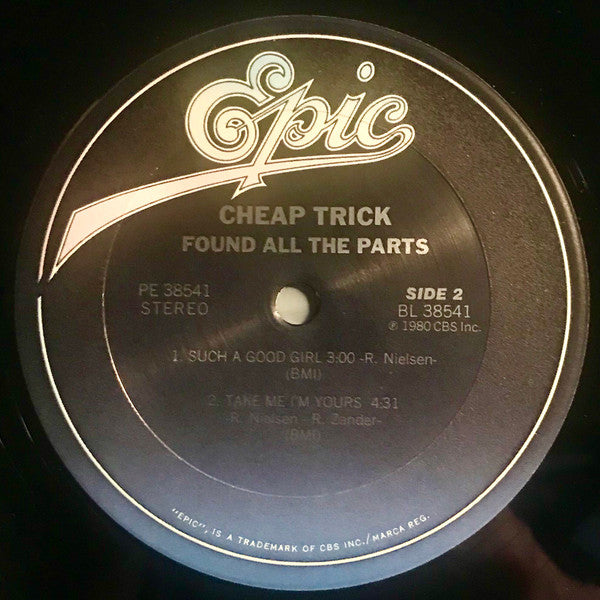 Epic
CHEAP TRICK
FOUND ALL THE PARTS
PE 38541
STEREO
SIDE 2
BL 38541
℗ 1980 CBS Inc.
1. SUCH A GOOD GIRL 3:00 -R. Nielsen-
(BMI)
2. TAKE ME I'M YOURS 4:31
-R. Nielsen - R. Zander-
(BMI)
"EPIC", IS A TRADEMARK OF CBS INC./MARCA REG.